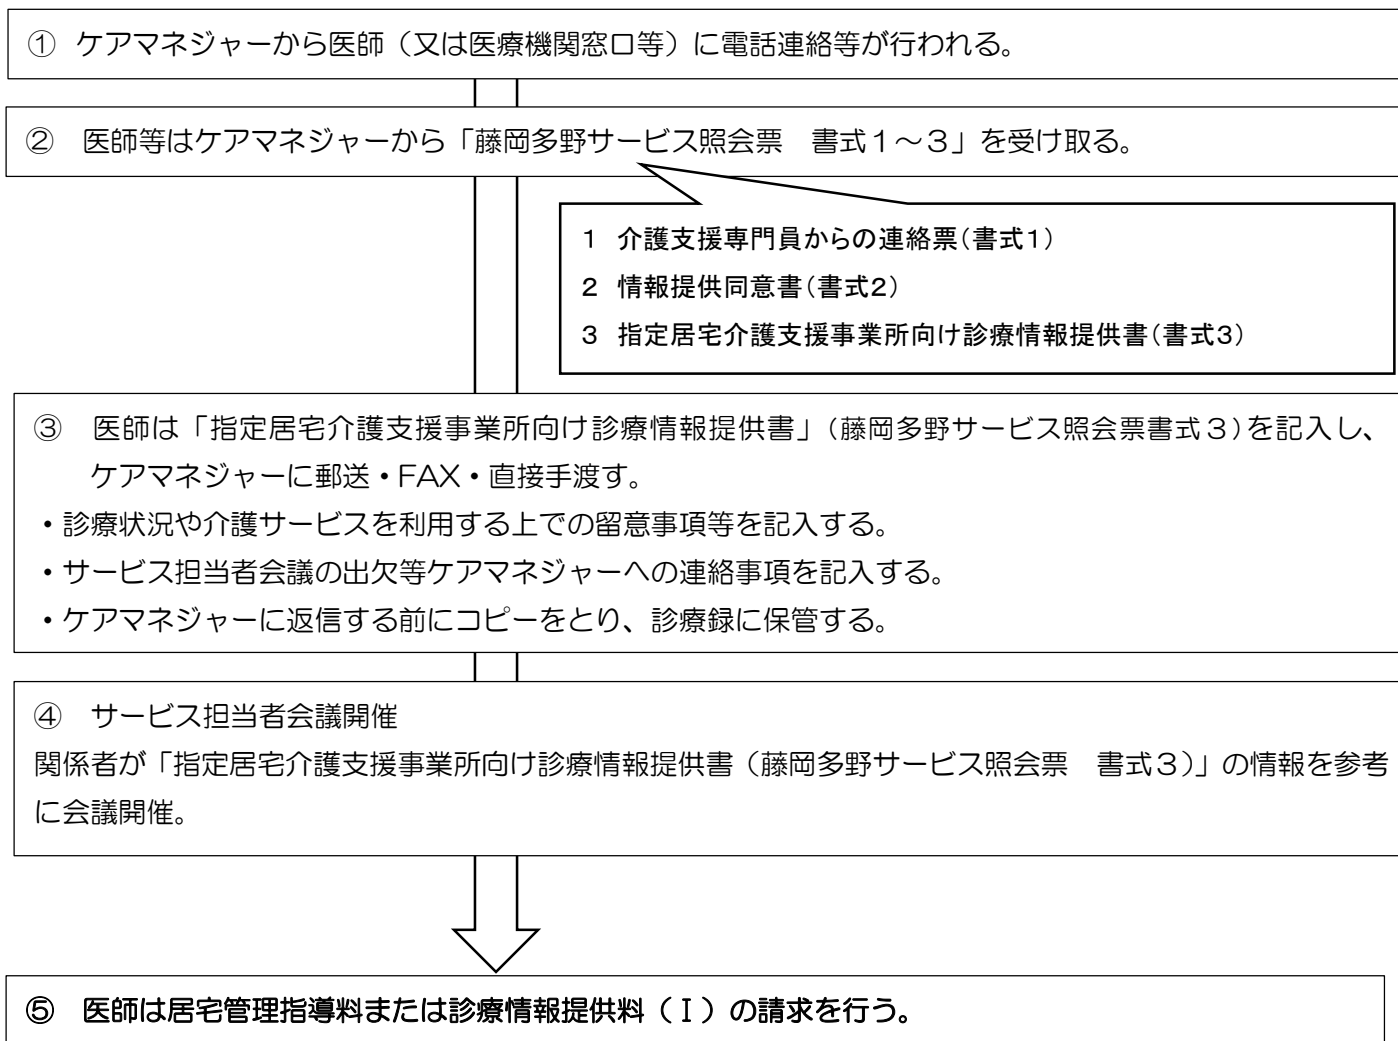 ① ケアマネジャーから医師（又は医療機関窓口等）に電話連絡等が行われる。
② 医師等はケアマネジャーから「藤岡多野サービス照会票　書式１～３」を受け取る。
1 介護支援専門員からの連絡票（書式1）
2 情報提供同意書（書式2）
3 指定居宅介護支援事業所向け診療情報提供書（書式3）
③ 医師は「指定居宅介護支援事業所向け診療情報提供書」（藤岡多野サービス照会票書式３）を記入し、
ケアマネジャーに郵送・FAX・直接手渡す。
・診療状況や介護サービスを利用する上での留意事項等を記入する。
・サービス担当者会議の出欠等ケアマネジャーへの連絡事項を記入する。
・ケアマネジャーに返信する前にコピーをとり、診療録に保管する。
④ サービス担当者会議開催
関係者が「指定居宅介護支援事業所向け診療情報提供書（藤岡多野サービス照会票　書式３）」の情報を参考
に会議開催。
⑤ 医師は居宅管理指導料または診療情報提供料（Ⅰ）の請求を行う。